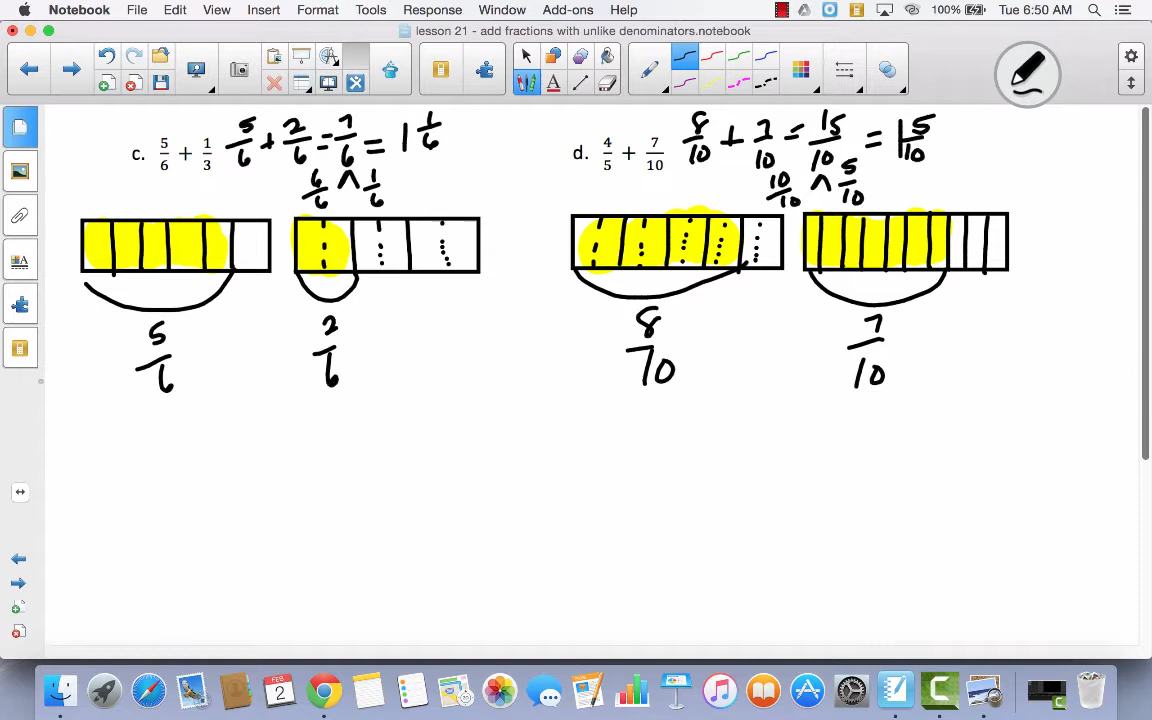 Notebook File Edit View Insert Format Tools Response Window Add-ons Help 100% Tue 6:50 AM
lesson 21 - add fractions with unlike denominators.notebook
c. 5/6 + 1/3 5/6 + 2/6 = 7/6 = 1 1/6
6/6 ∧ 1/6
5/6 2/6
d. 4/5 + 7/10 8/10 + 7/10 = 15/10 = 1 5/10
10/10 ∧ 5/10
8/10 7/10
FEB
2